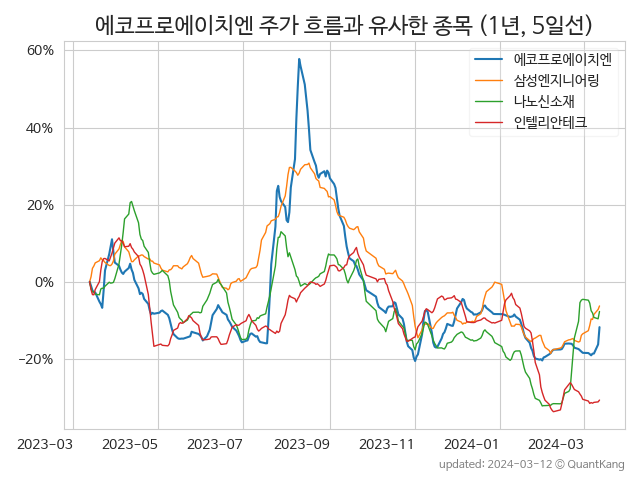 에코프로에이치엔 주가 흐름과 유사한 종목 (1년, 5일선)
60%
40%
20%
0%
−20%
에코프로에이치엔
삼성엔지니어링
나노신소재
인텔리안테크
2023-03
2023-05
2023-07
2023-09
2023-11
2024-01
2024-03
updated: 2024-03-12 © QuantKang